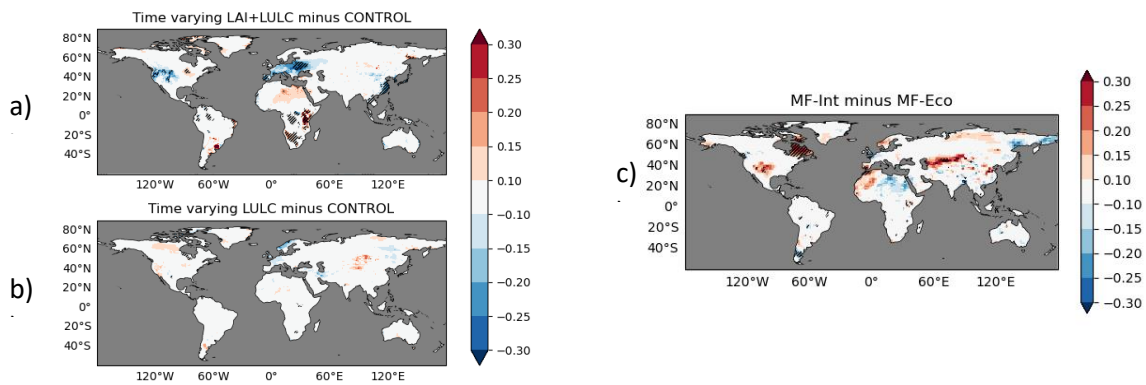 Time varying LAI+LULC minus CONTROL
80°N
60°N
40°N
20°N
0°
20°S
40°S
120°W 60°W 0° 60°E 120°E
a)
Time varying LULC minus CONTROL
80°N
60°N
40°N
20°N
0°
20°S
40°S
120°W 60°W 0° 60°E 120°E
b)
0.30
0.25
0.20
0.15
0.10
−0.10
−0.15
−0.20
−0.25
−0.30
MF-Int minus MF-Eco
80°N
60°N
40°N
20°N
0°
20°S
40°S
120°W 60°W 0° 60°E 120°E
c)
0.30
0.25
0.20
0.15
0.10
−0.10
−0.15
−0.20
−0.25
−0.30